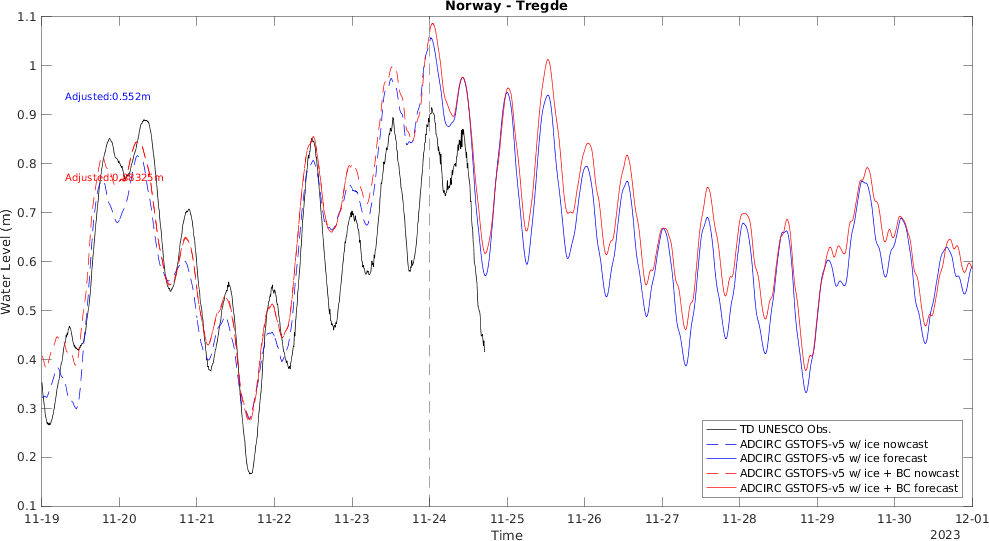 Norway - Tregde
1.1
1
0.9
0.8
0.7
0.6
0.5
0.4
0.3
0.2
0.1
Water Level (m)
Adjusted:0.552m
Adjusted:0.58325m
TD UNESCO Obs.
ADCIRC GSTOFS-v5 w/ ice nowcast
ADCIRC GSTOFS-v5 w/ ice forecast
ADCIRC GSTOFS-v5 w/ ice + BC nowcast
ADCIRC GSTOFS-v5 w/ ice + BC forecast
11-19 11-20 11-21 11-22 11-23 11-24 11-25 11-26 11-27 11-28 11-29 11-30 12-01
Time
2023